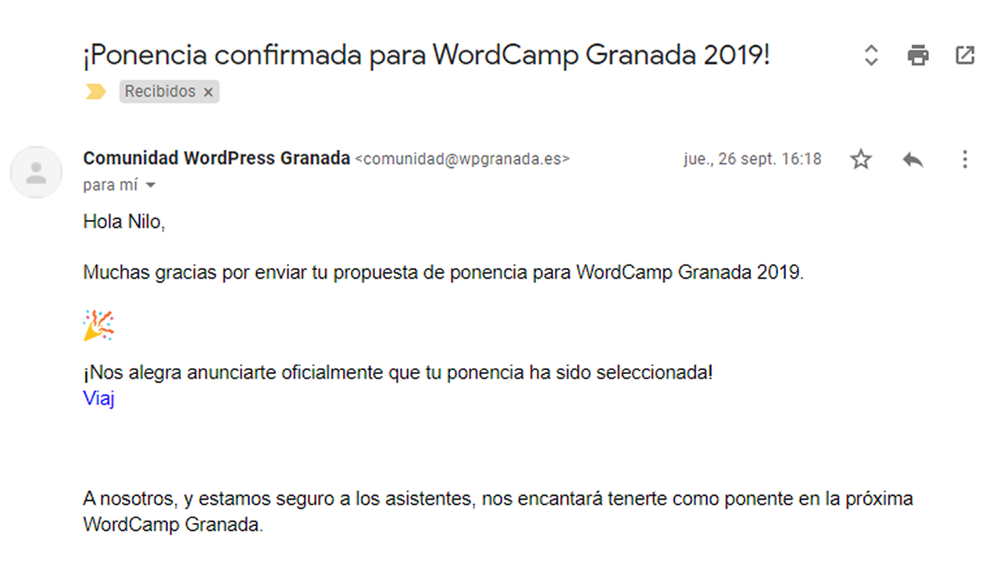 ¡Ponencia confirmada para WordCamp Granada 2019!
Recibidos ×
Comunidad WordPress Granada <comunidad@wpgranada.es> jue., 26 sept. 16:18
para mí
Hola Nilo,
Muchas gracias por enviar tu propuesta de ponencia para WordCamp Granada 2019.
¡Nos alegra anunciarte oficialmente que tu ponencia ha sido seleccionada!
Viaj
A nosotros, y estamos seguro a los asistentes, nos encantará tenerte como ponente en la próxima
WordCamp Granada.